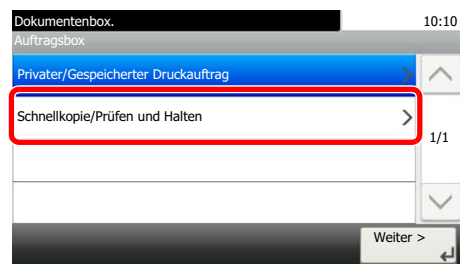 Dokumentenbox.
10:10
Auftragsbox
Privater/Gespeicherter Druckauftrag
Schnellkopie/Prüfen und Halten
1/1
Weiter >